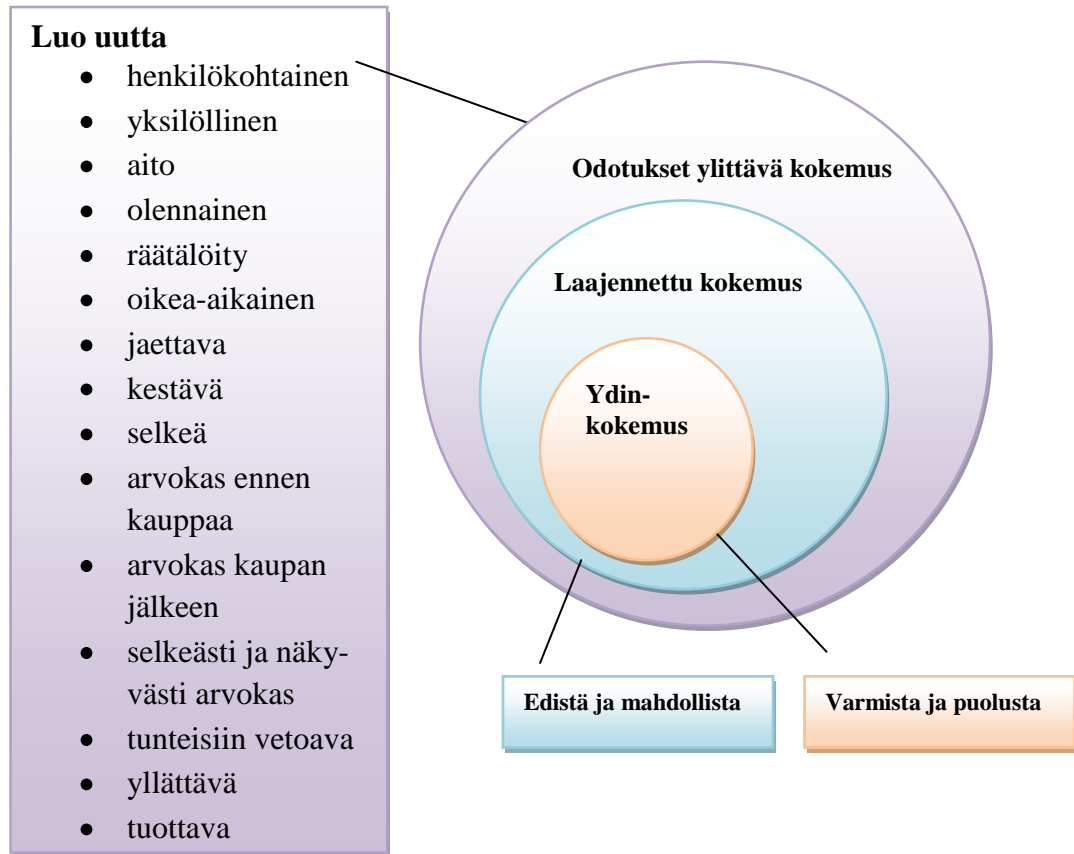 Luo uutta
• henkilökohtainen
• yksilöllinen
• aito
• olennainen
• räätälöity
• oikea-aikainen
• jaettava
• kestävä
• selkeä
• arvokas ennen
kauppaa
• arvokas kaupan
jälkeen
• selkeästi ja näky-
västi arvokas
• tunteisiin vetoava
• yllättävä
• tuottava
Odotukset ylittävä kokemus
Laajennettu kokemus
Ydin-
kokemus
Edistä ja mahdollista
Varmista ja puolusta